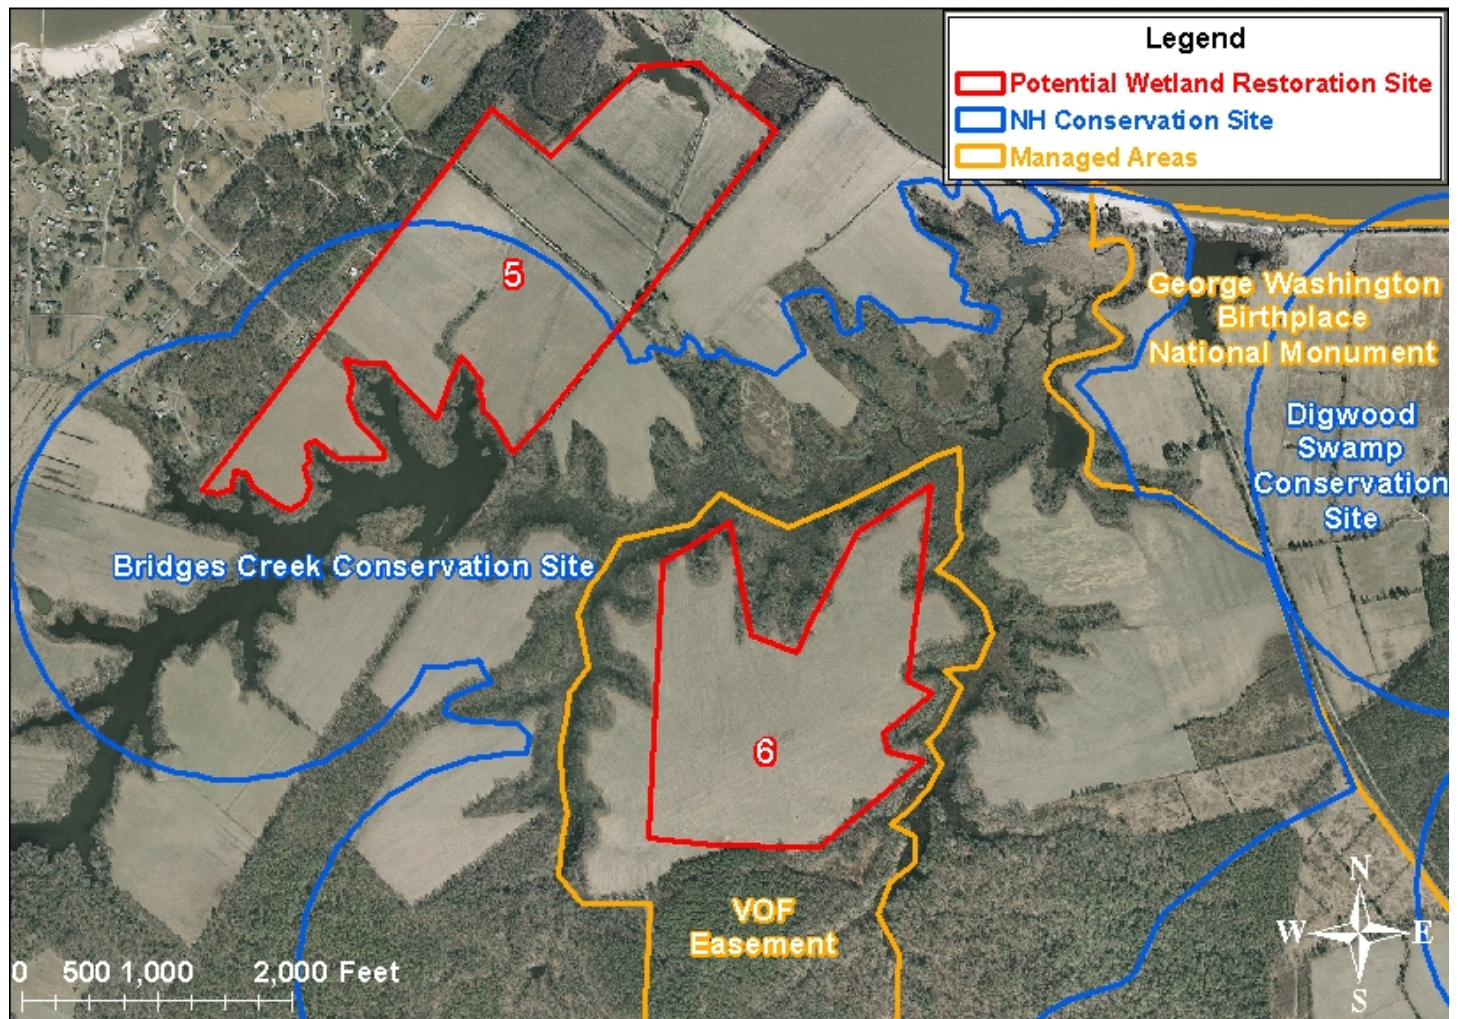 Legend
Potential Wetland Restoration Site
NH Conservation Site
Managed Areas
5
George Washington
Birthplace
National Monument
Digwood
Swamp
Conservation
Site
Bridges Creek Conservation Site
6
VOF
Easement
N
W E
S
0 500 1,000 2,000 Feet